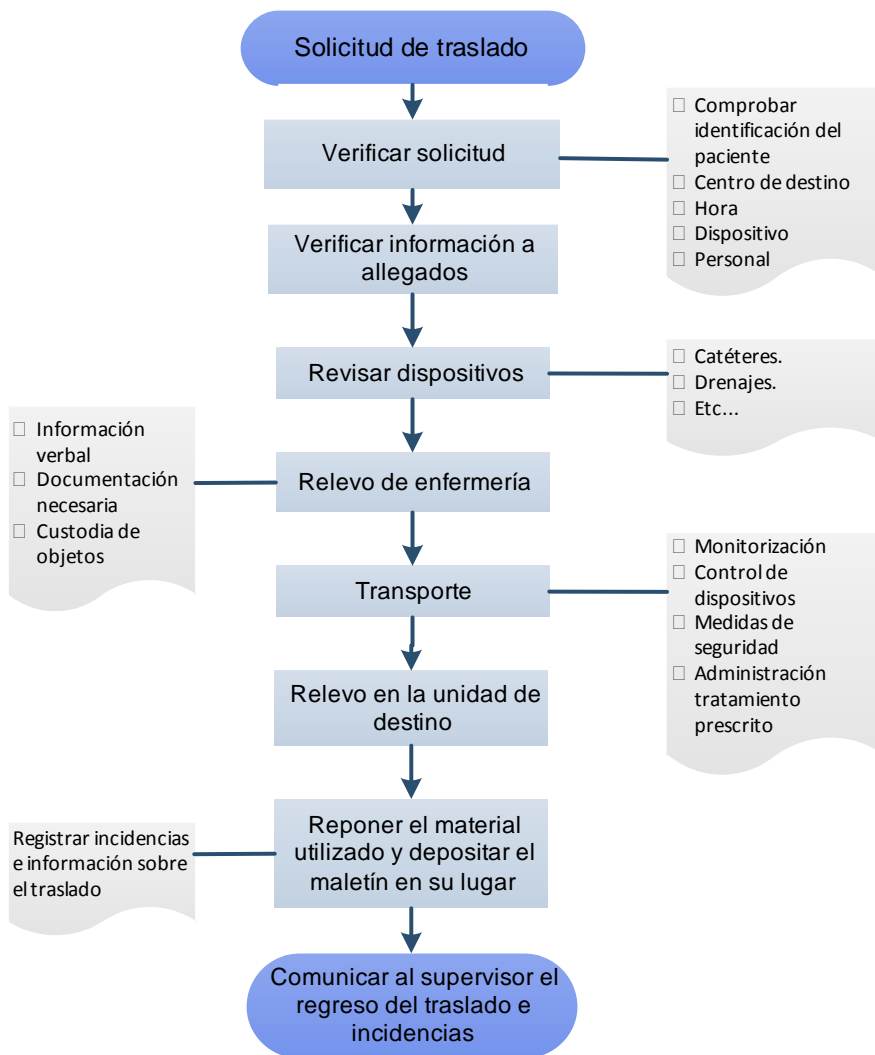 Solicitud de traslado
Verificar solicitud
□ Comprobar
identificación del
paciente
□ Centro de destino
□ Hora
□ Dispositivo
□ Personal
Verificar información a
allegados
Revisar dispositivos
□ Catéteres.
□ Drenajes.
□ Etc...
Relevo de enfermería
□ Información
verbal
□ Documentación
necesaria
□ Custodia de
objetos
Transporte
□ Monitorización
□ Control de
dispositivos
□ Medidas de
seguridad
□ Administración
tratamiento
prescrito
Relevo en la unidad de
destino
Reponer el material
utilizado y depositar el
maletín en su lugar
Registrar incidencias
e información sobre
el traslado
Comunicar al supervisor el
regreso del traslado e
incidencias